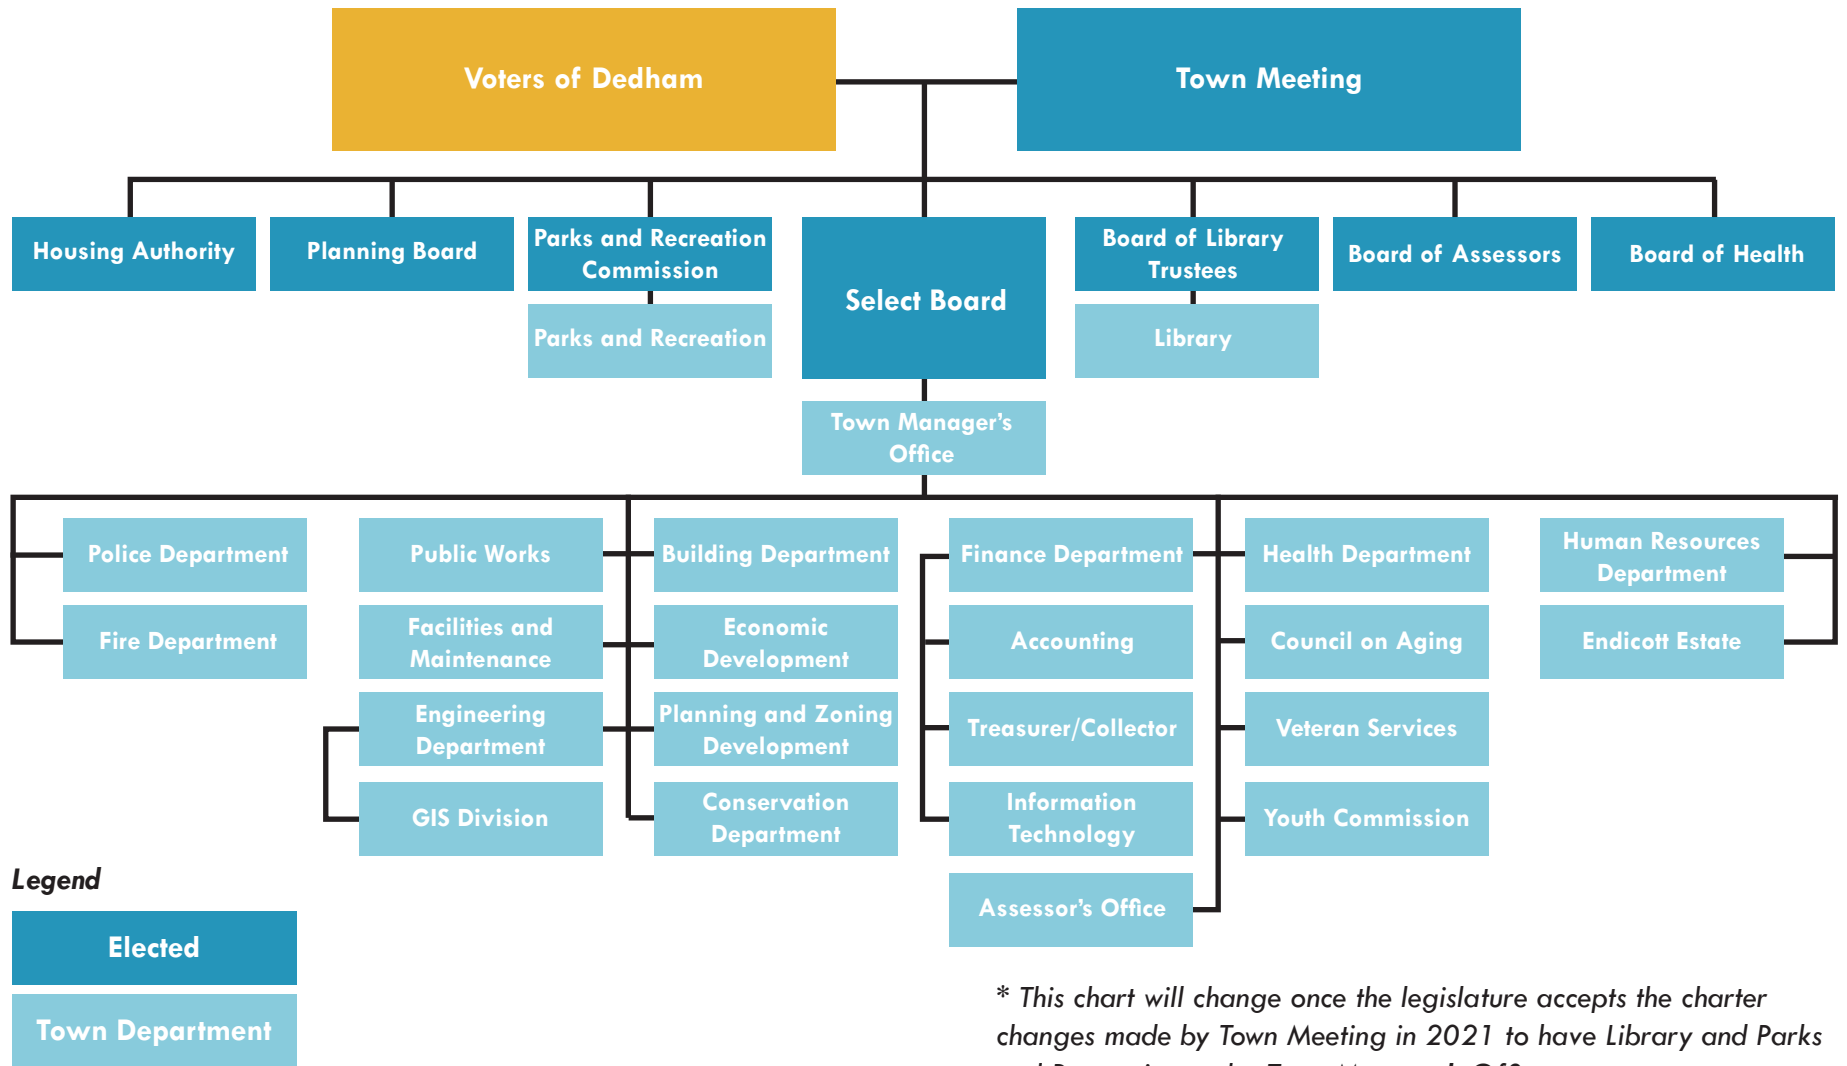 Voters of Dedham
Town Meeting
Housing Authority
Planning Board
Parks and Recreation
Commission
Select Board
Board of Library
Trustees
Board of Assessors
Board of Health
Parks and Recreation
Library
Town Manager’s
Office
Police Department
Public Works
Building Department
Finance Department
Health Department
Human Resources
Department
Fire Department
Facilities and
Maintenance
Economic
Development
Accounting
Council on Aging
Endicott Estate
Engineering
Department
Planning and Zoning
Development
Treasurer/Collector
Veteran Services
GIS Division
Conservation
Department
Information
Technology
Youth Commission
Assessor’s Office
Legend
Elected
Town Department
* This chart will change once the legislature accepts the charter
changes made by Town Meeting in 2021 to have Library and Parks